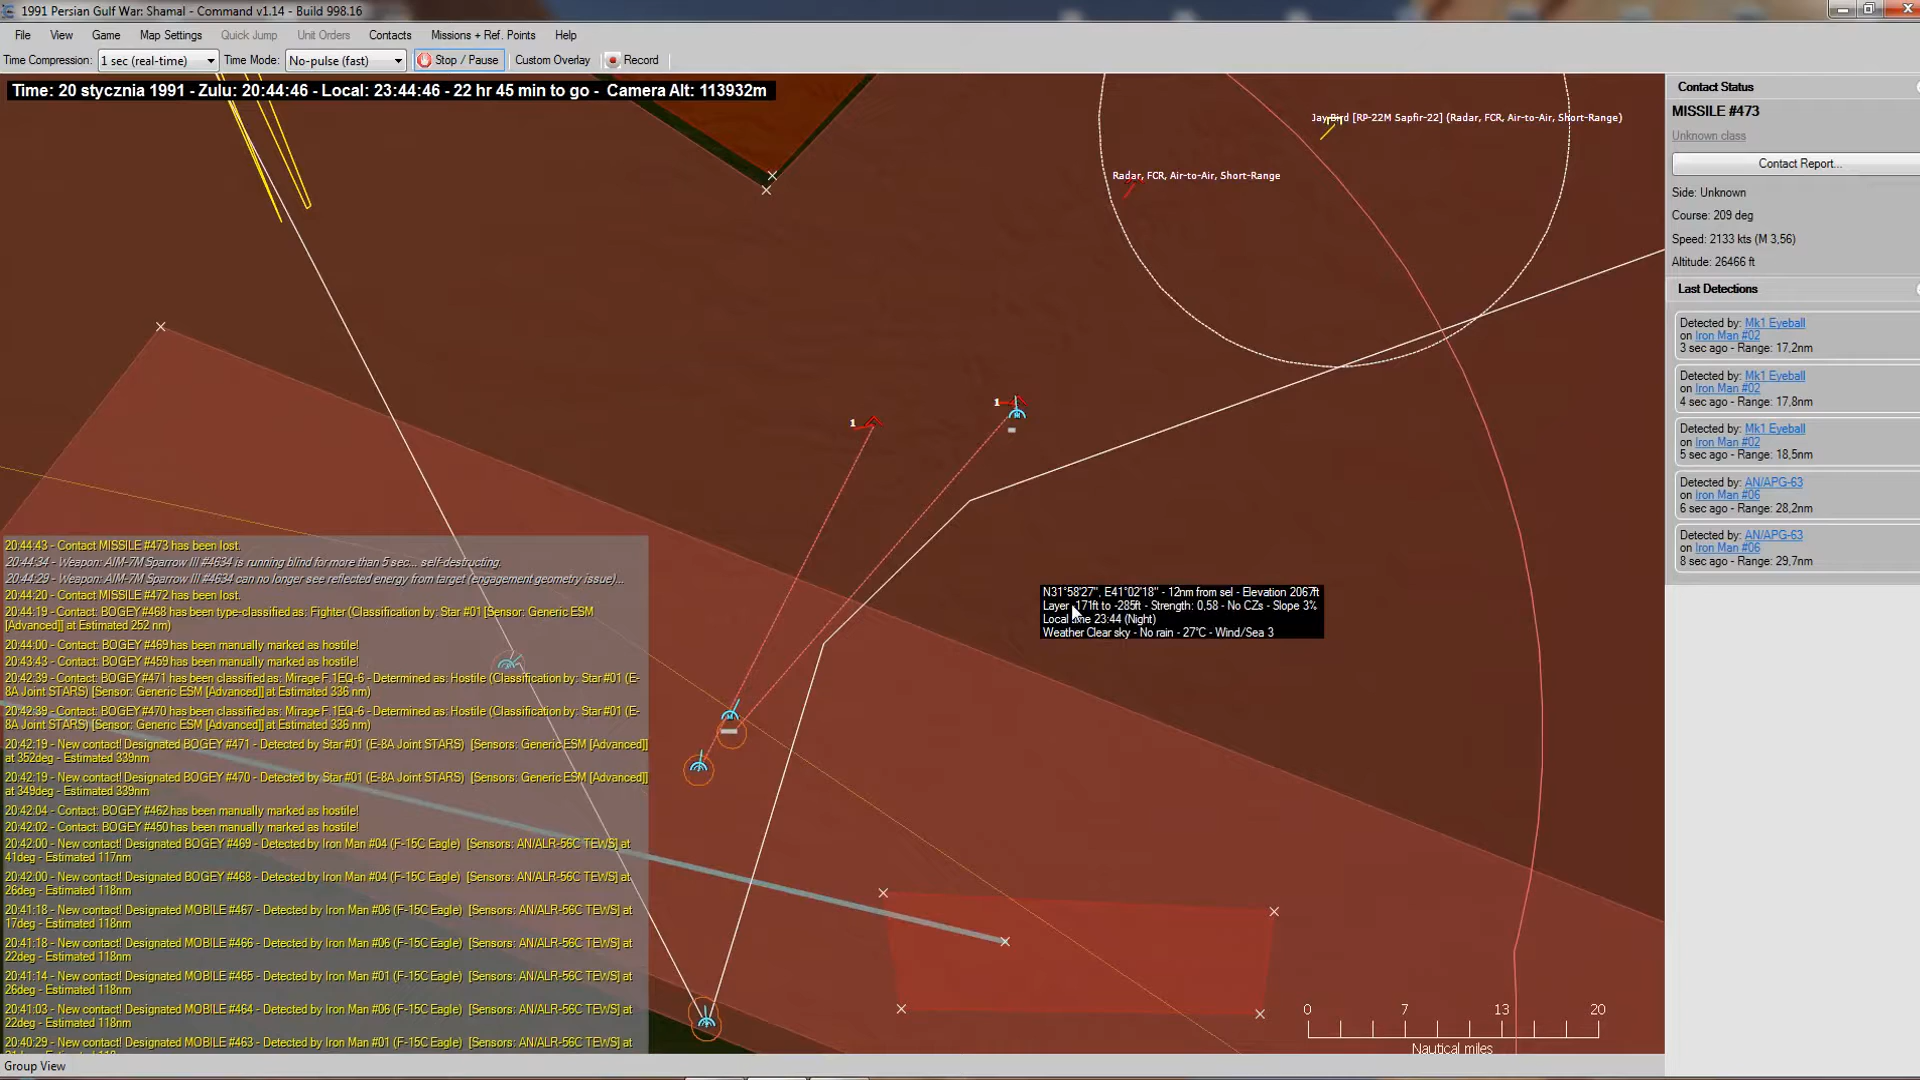 1991 Persian Gulf War: Shamal - Command v1.14 - Build 998.16
File View Game Map Settings Quick Jump Unit Orders Contacts Missions + Ref. Points Help
Time Compression: 1 sec (real-time) Time Mode: No-pulse (fast) Stop / Pause Custom Overlay Record
Time: 20 stycznia 1991 - Zulu: 20:44:46 - Local: 23:44:46 - 22 hr 45 min to go - Camera Alt: 113932m
Jay Bird [RP-22M Sapfir-22] (Radar, FCR, Air-to-Air, Short-Range)
Radar, FCR, Air-to-Air, Short-Range
1
1
N31°58'27", E41°02'18" - 12nm from sel - Elevation 2067ft
Layer -171ft to -285ft - Strength: 0,58 - No CZs - Slope 3%
Local time 23:44 (Night)
Weather Clear sky - No rain - 27°C - Wind/Sea 3
20:44:43 - Contact MISSILE #473 has been lost.
20:44:34 - Weapon: AIM-7M Sparrow III #4634 is running blind for more than 5 sec... self-destructing.
20:44:29 - Weapon: AIM-7M Sparrow III #4634 can no longer see reflected energy from target (engagement geometry issue)...
20:44:20 - Contact MISSILE #472 has been lost.
20:44:19 - Contact: BOGEY #468 has been type-classified as: Fighter (Classification by: Star #01 [Sensor: Generic ESM
[Advanced]] at Estimated 252 nm)
20:44:00 - Contact: BOGEY #469 has been manually marked as hostile!
20:43:43 - Contact: BOGEY #459 has been manually marked as hostile!
20:42:39 - Contact: BOGEY #471 has been classified as: Mirage F.1EQ-6 - Determined as: Hostile (Classification by: Star #01 (E-
8A Joint STARS) [Sensor: Generic ESM [Advanced]] at Estimated 336 nm)
20:42:39 - Contact: BOGEY #470 has been classified as: Mirage F.1EQ-6 - Determined as: Hostile (Classification by: Star #01 (E-
8A Joint STARS) [Sensor: Generic ESM [Advanced]] at Estimated 336 nm)
20:42:19 - New contact! Designated BOGEY #471 - Detected by Star #01 (E-8A Joint STARS) [Sensors: Generic ESM [Advanced]]
at 352deg - Estimated 339nm
20:42:19 - New contact! Designated BOGEY #470 - Detected by Star #01 (E-8A Joint STARS) [Sensors: Generic ESM [Advanced]]
at 349deg - Estimated 339nm
20:42:04 - Contact: BOGEY #462 has been manually marked as hostile!
20:42:02 - Contact: BOGEY #450 has been manually marked as hostile!
20:42:00 - New contact! Designated BOGEY #469 - Detected by Iron Man #04 (F-15C Eagle) [Sensors: AN/ALR-56C TEWS] at
41deg - Estimated 117nm
20:42:00 - New contact! Designated BOGEY #468 - Detected by Iron Man #04 (F-15C Eagle) [Sensors: AN/ALR-56C TEWS] at
26deg - Estimated 118nm
20:41:18 - New contact! Designated MOBILE #467 - Detected by Iron Man #06 (F-15C Eagle) [Sensors: AN/ALR-56C TEWS] at
17deg - Estimated 118nm
20:41:18 - New contact! Designated MOBILE #466 - Detected by Iron Man #06 (F-15C Eagle) [Sensors: AN/ALR-56C TEWS] at
22deg - Estimated 118nm
20:41:14 - New contact! Designated MOBILE #465 - Detected by Iron Man #01 (F-15C Eagle) [Sensors: AN/ALR-56C TEWS] at
26deg - Estimated 118nm
20:41:03 - New contact! Designated MOBILE #464 - Detected by Iron Man #06 (F-15C Eagle) [Sensors: AN/ALR-56C TEWS] at
22deg - Estimated 118nm
20:40:29 - New contact! Designated MOBILE #463 - Detected by Iron Man #01 (F-15C Eagle) [Sensors: AN/ALR-56C TEWS] at
0 7 13 20
Nautical miles
Group View
Contact Status
MISSILE #473
Unknown class
Contact Report...
Side: Unknown
Course: 209 deg
Speed: 2133 kts (M 3,56)
Altitude: 26466 ft
Last Detections
Detected by: Mk1 Eyeball
on Iron Man #02
3 sec ago - Range: 17,2nm
Detected by: Mk1 Eyeball
on Iron Man #02
4 sec ago - Range: 17,8nm
Detected by: Mk1 Eyeball
on Iron Man #02
5 sec ago - Range: 18,5nm
Detected by: AN/APG-63
on Iron Man #06
6 sec ago - Range: 28,2nm
Detected by: AN/APG-63
on Iron Man #06
8 sec ago - Range: 29,7nm